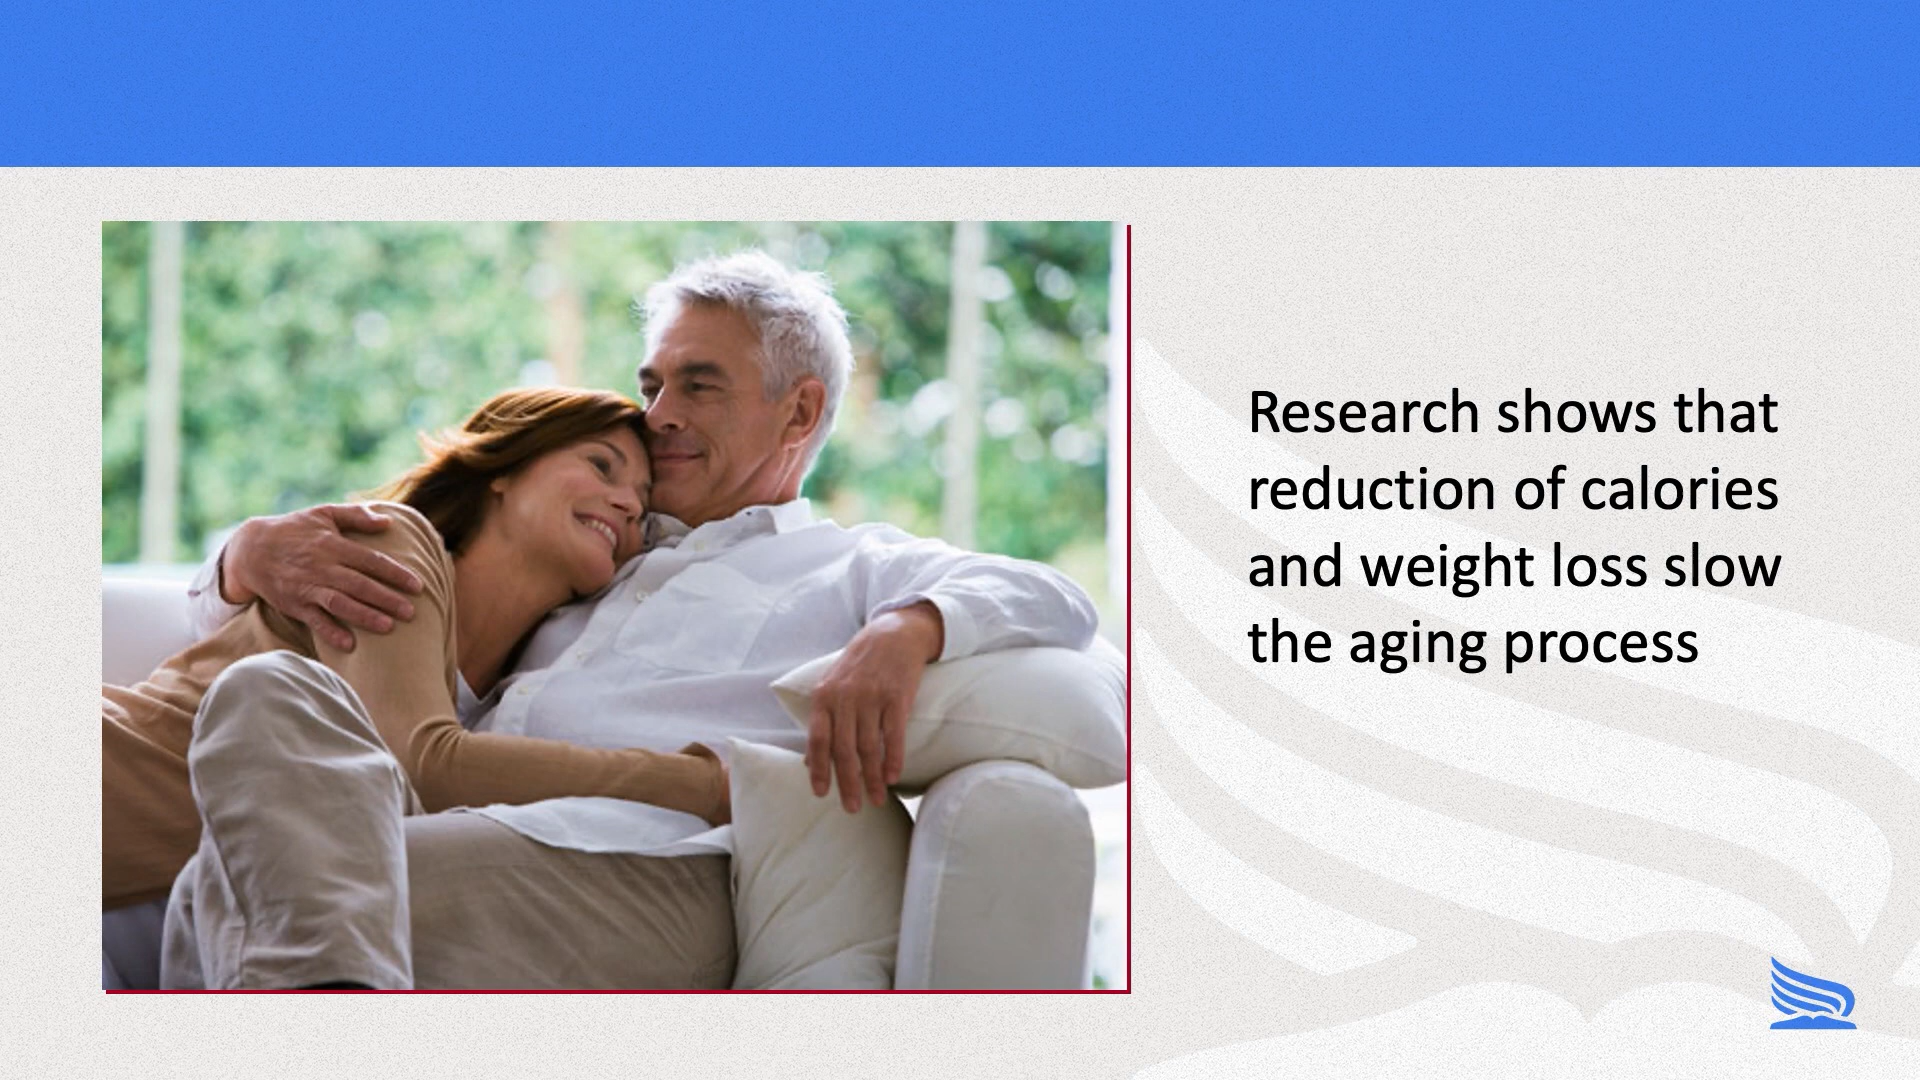 Research shows that
reduction of calories
and weight loss slow
the aging process